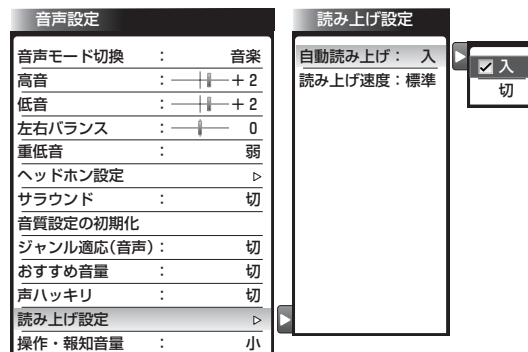 音声設定
音声モード切換 : 音楽
高音 : +2
低音 : +2
左右バランス : 0
重低音 : 弱
ヘッドホン設定
サラウンド : 切
音質設定の初期化
ジャンル適応(音声) : 切
おすすめ音量 : 切
声ハッキリ : 切
読み上げ設定
操作・報知音量 : 小
読み上げ設定
自動読み上げ : 入
読み上げ速度 : 標準
入
切